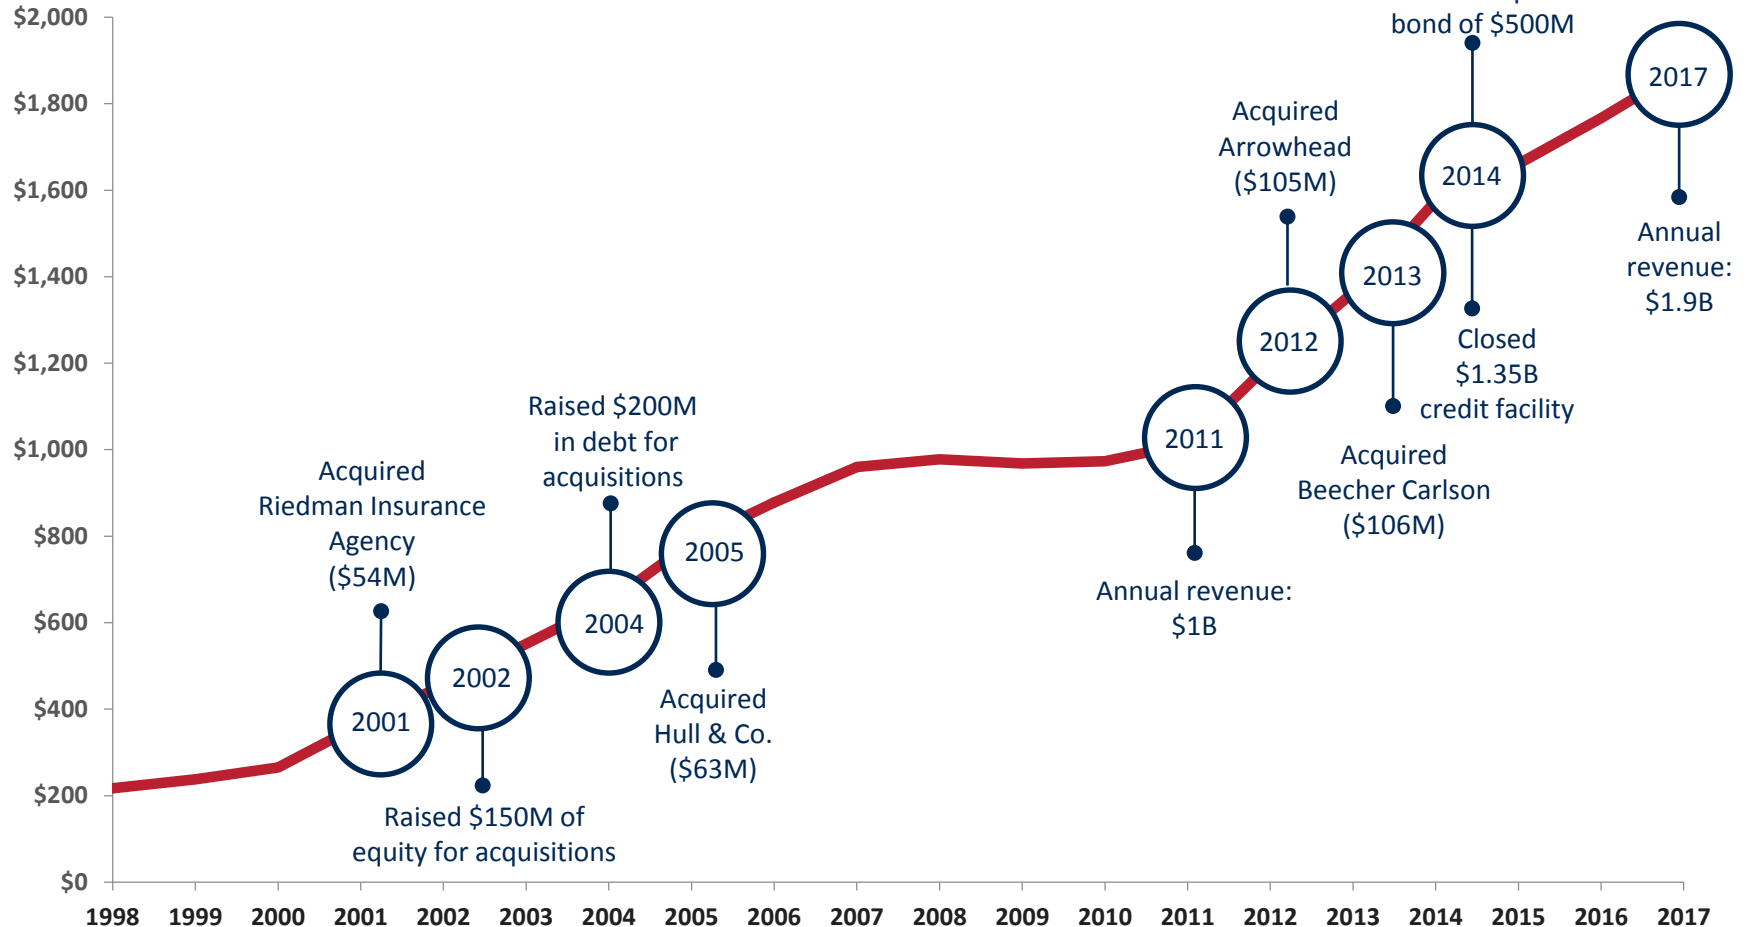 $2,000
$1,800
$1,600
$1,400
$1,200
$1,000
$800
$600
$400
$200
$0
1998
1999
2000
2001
2002
2003
2004
2005
2006
2007
2008
2009
2010
2011
2012
2013
2014
2015
2016
2017
Acquired
Riedman Insurance
Agency
($54M)
2001
2002
Raised $150M of
equity for acquisitions
Raised $200M
in debt for
acquisitions
2004
2005
Acquired
Hull & Co.
($63M)
2011
Annual revenue:
$1B
Acquired
Arrowhead
($105M)
2012
2013
Acquired
Beecher Carlson
($106M)
bond of $500M
2014
Closed
$1.35B
credit facility
2017
Annual
revenue:
$1.9B